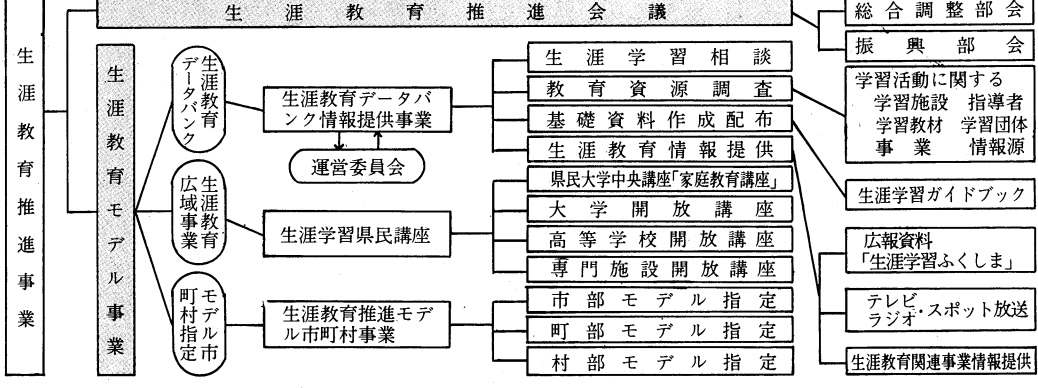 生涯教育推進事業
生涯教育推進会議
総合調整部会
振興部会
生涯教育モデル事業
生涯教育
データバンク
生涯教育データバ
ンク情報提供事業
運営委員会
生涯学習相談
教育資源調査
基礎資料作成配布
生涯教育情報提供
学習活動に関する
学習施設 指導者
学習教材 学習団体
事業 情報源
生涯学習ガイドブック
広報資料
「生涯学習ふくしま」
テレビ・スポット放送
ラジオ
生涯教育関連事業情報提供
生涯教育
広域事業
生涯学習県民講座
県民大学中央講座「家庭教育講座」
大学開放講座
高等学校開放講座
専門施設開放講座
モデル市
町村指定
生涯教育推進モデ
ル市町村事業
市部モデル指定
町部モデル指定
村部モデル指定